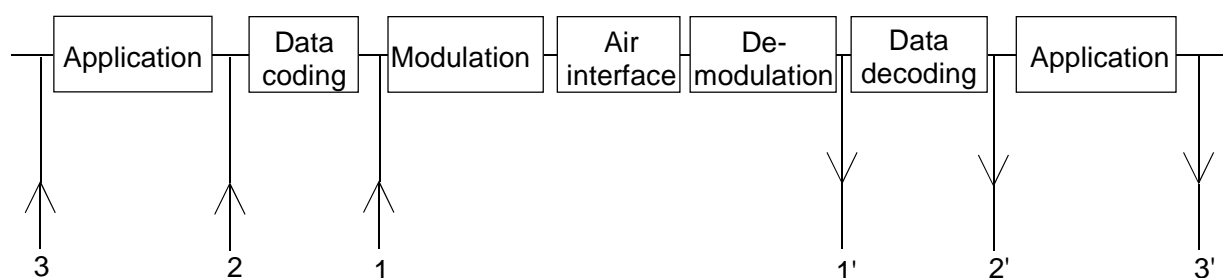 Application
Data
coding
Modulation
Air
interface
De-
modulation
Data
decoding
Application
3
2
1
1'
2'
3'